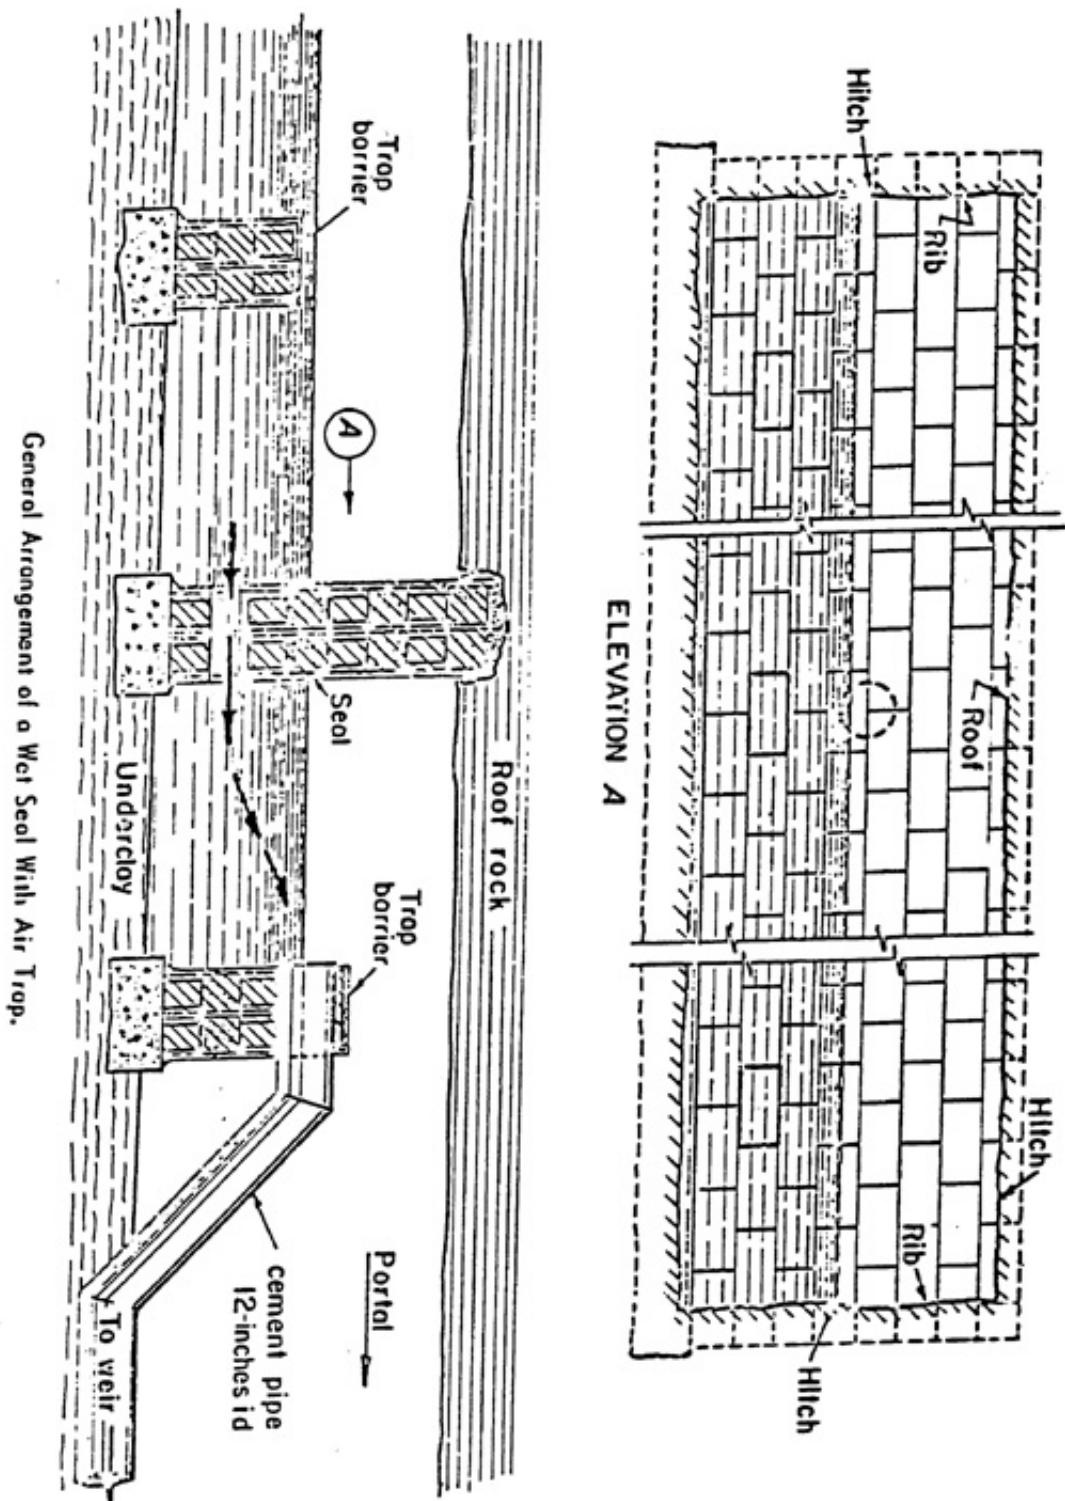 Hitch
Rib
Roof
Hitch
Rib
Hitch
ELEVATION A
Trap
barrier
A
Seal
Roof rock
Underclay
Trap
barrier
Portal
cement pipe
12-inches id
To weir
General Arrangement of a Wet Seal With Air Trap.